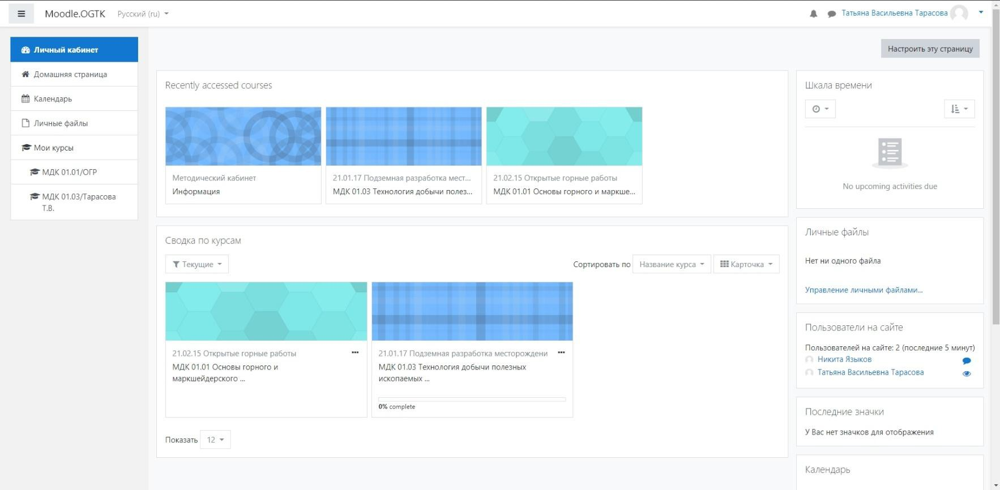 Moodle.OGTK
Русский (ru)
Татьяна Васильевна Тарасова
Личный кабинет
Домашняя страница
Календарь
Личные файлы
Мои курсы
МДК 01.01/ОГР
МДК 01.03/Тарасова
Т.В.
Настроить эту страницу
Recently accessed courses
Методический кабинет
Информация
21.01.17 Подземная разработка мест...
МДК 01.03 Технология добычи полез...
21.02.15 Открытые горные работы
МДК 01.01 Основы горного и маркше...
Сводка по курсам
Текущие
Сортировать по
Название курса
Карточка
21.02.15 Открытые горные работы
МДК 01.01 Основы горного и
маркшейдерского ...
21.01.17 Подземная разработка месторождени
МДК 01.03 Технология добычи полезных
ископаемых ...
0% complete
Показать 12
Шкала времени
No upcoming activities due
Личные файлы
Нет ни одного файла
Управление личными файлами...
Пользователи на сайте
Пользователей на сайте: 2 (последние 5 минут)
Никита Языков
Татьяна Васильевна Тарасова
Последние значки
У Вас нет значков для отображения
Календарь